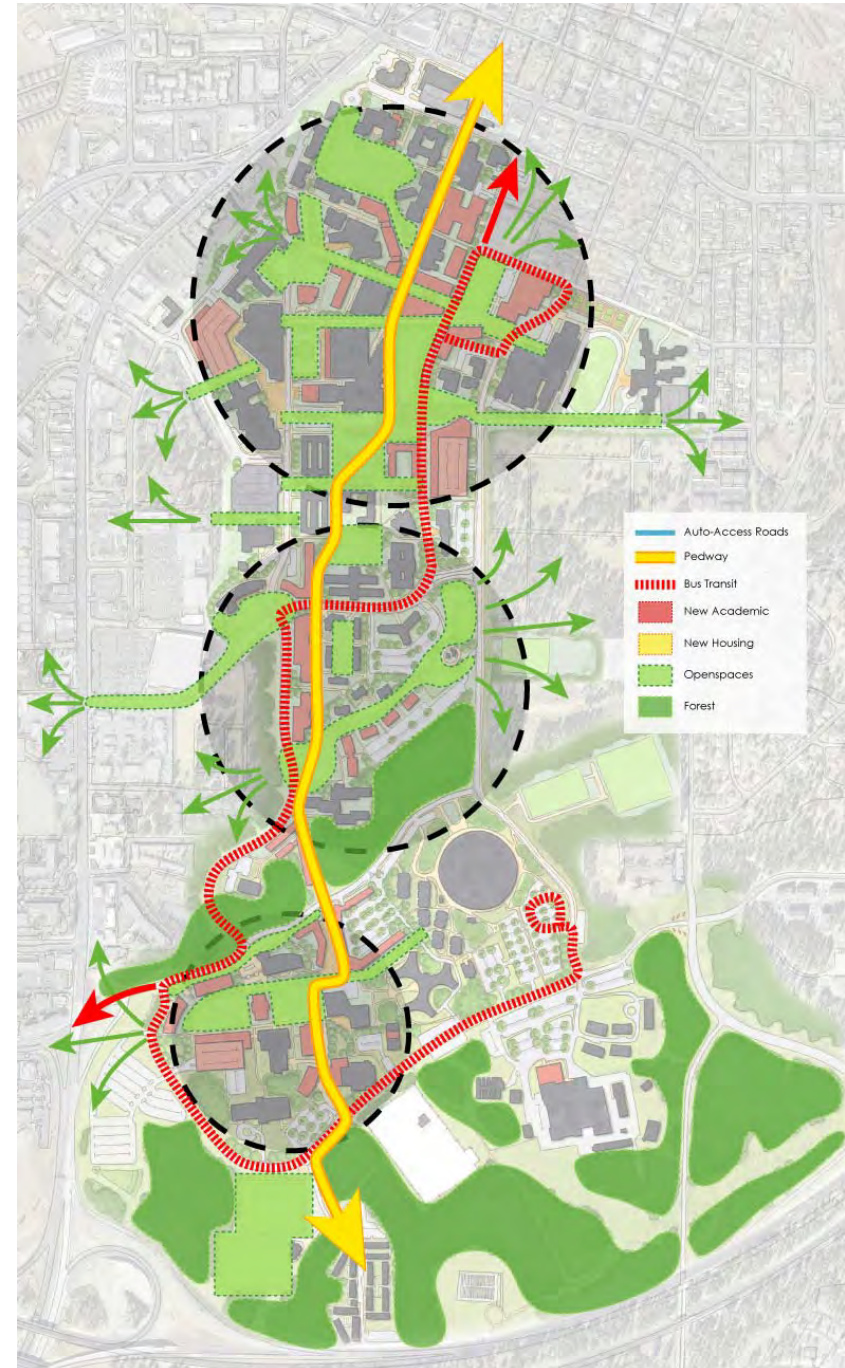 Auto-Access Roads
Pedway
Bus Transit
New Academic
New Housing
Openspaces
Forest